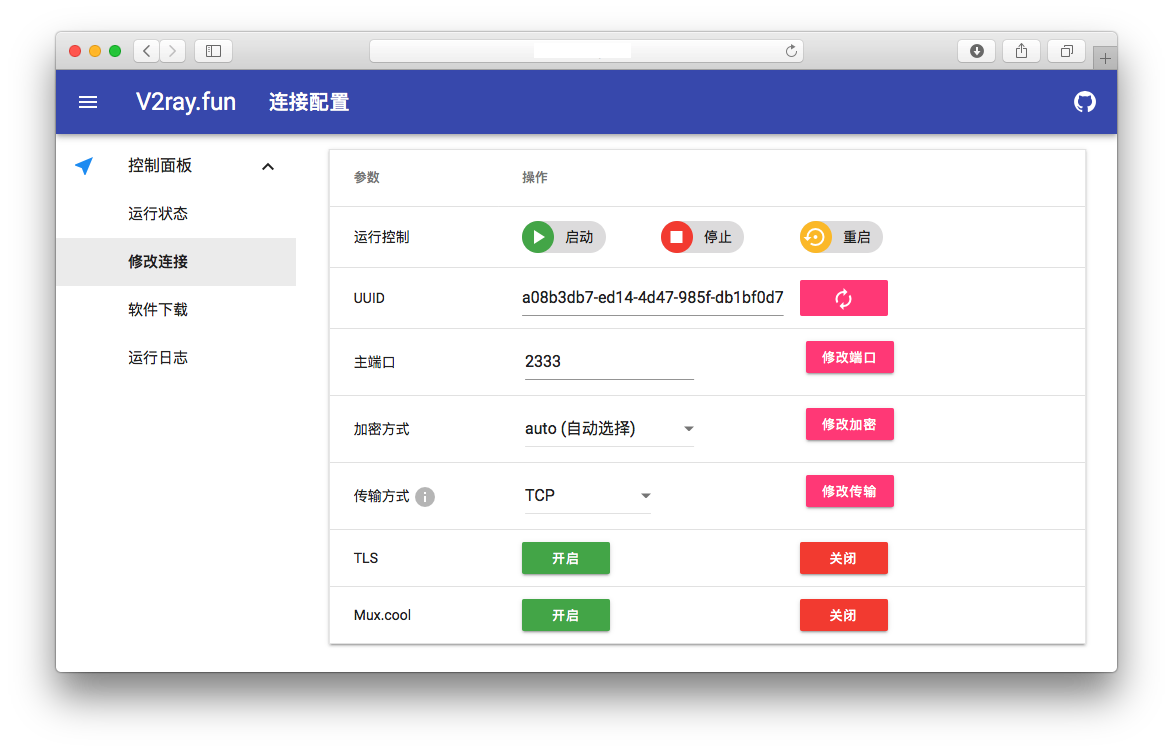 V2ray.fun 连接配置
控制面板
运行状态
修改连接
软件下载
运行日志
参数 操作
运行控制 启动 停止 重启
UUID a08b3db7-ed14-4d47-985f-db1bf0d7
主端口 2333 修改端口
加密方式 auto (自动选择) 修改加密
传输方式 TCP 修改传输
TLS 开启 关闭
Mux.cool 开启 关闭